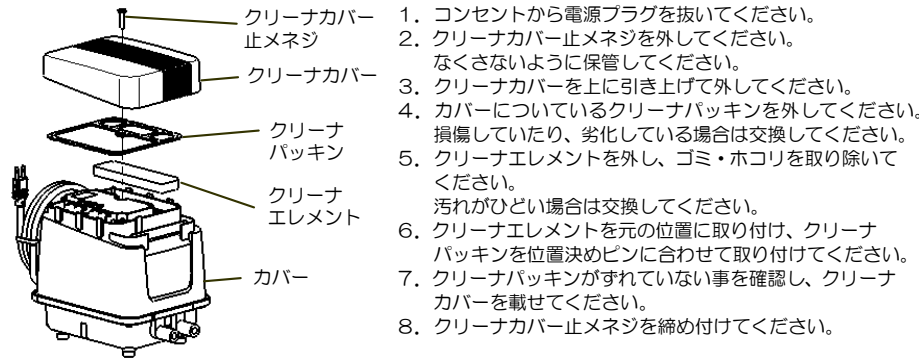 クリーナカバー
止メネジ
クリーナカバー
クリーナ
パッキン
クリーナ
エレメント
カバー
1．コンセントから電源プラグを抜いてください。
2．クリーナカバー止メネジを外してください。
なくさないように保管してください。
3．クリーナカバーを上に引き上げて外してください。
4．カバーについているクリーナパッキンを外してください。
損傷していたり、劣化している場合は交換してください。
5．クリーナエレメントを外し、ゴミ・ホコリを取り除いて
ください。
汚れがひどい場合は交換してください。
6．クリーナエレメントを元の位置に取り付け、クリーナ
パッキンを位置決めピンに合わせて取り付けてください。
7．クリーナパッキンがずれていない事を確認し、クリーナ
カバーを載せてください。
8．クリーナカバー止メネジを締め付けてください。